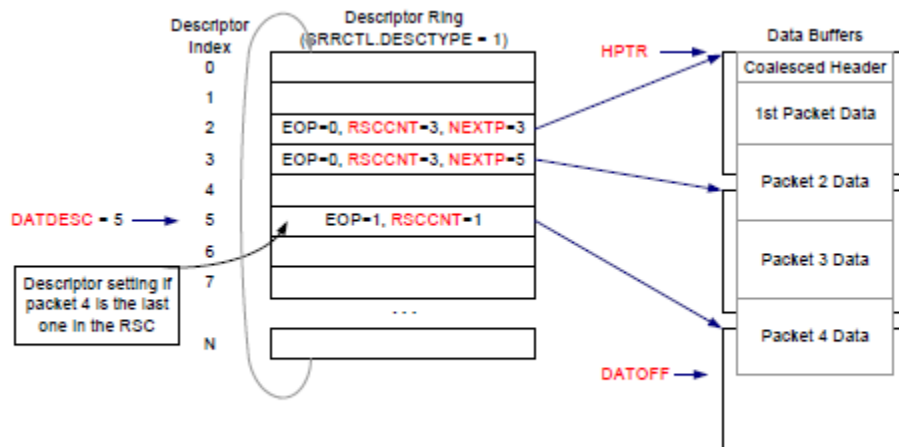 Descriptor
Index
Descriptor Ring
(SRRCTL.DESCTYPE = 1)
Data Buffers
HPTR
Coalesced Header
0
1
1st Packet Data
2
EOP=0, RSCCNT=3, NEXTP=3
3
EOP=0, RSCCNT=3, NEXTP=5
Packet 2 Data
4
DATDESC = 5
5
EOP=1, RSCCNT=1
6
Packet 3 Data
7
Descriptor setting if
packet 4 is the last
one in the RSC
. . .
N
Packet 4 Data
DATOFF